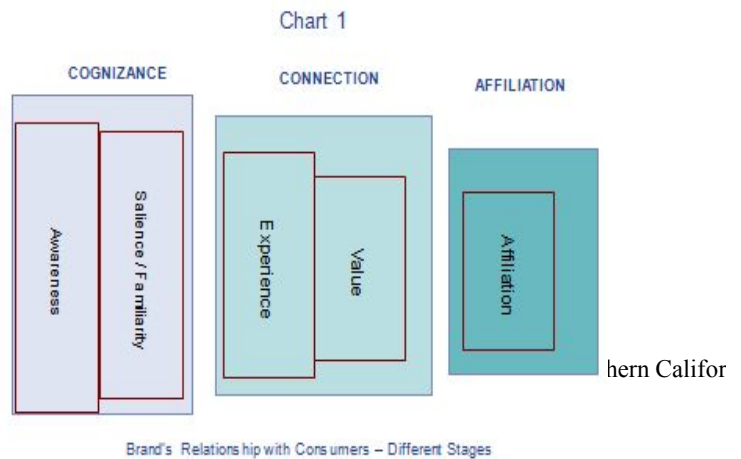 Chart 1
COGNIZANCE
CONNECTION
AFFILIATION
Awareness
Salience / Familiarity
Experience
Value
Affiliation
hern Califor
Brand's Relationship with Consumers – Different Stages